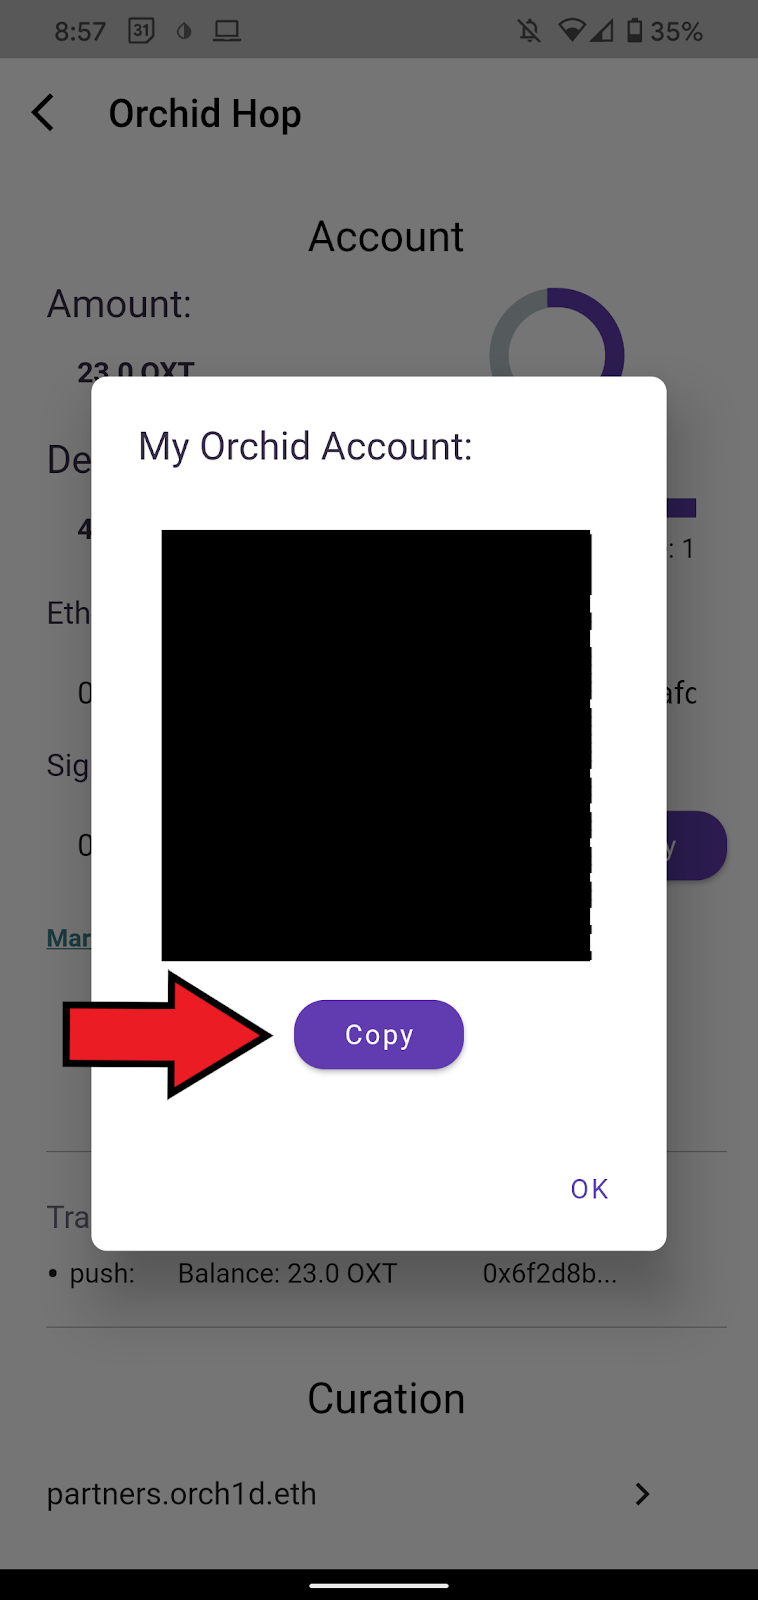 8:57 31 35%
Orchid Hop
Account
Amount:
23.0 OXT
My Orchid Account:
De
4
: 1
Eth
0 afc
Sig
0 y
Mar
Copy
OK
Tra
• push: Balance: 23.0 OXT 0x6f2d8b...
Curation
partners.orch1d.eth